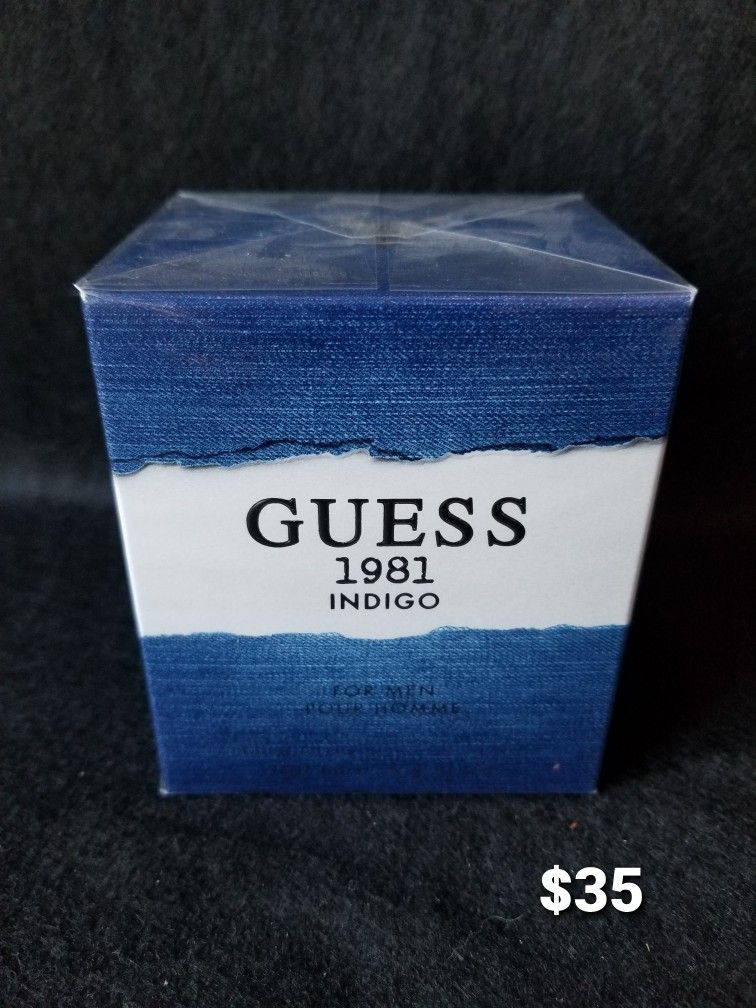 GUESS
1981
INDIGO
FOR MEN
POUR HOMME
$35